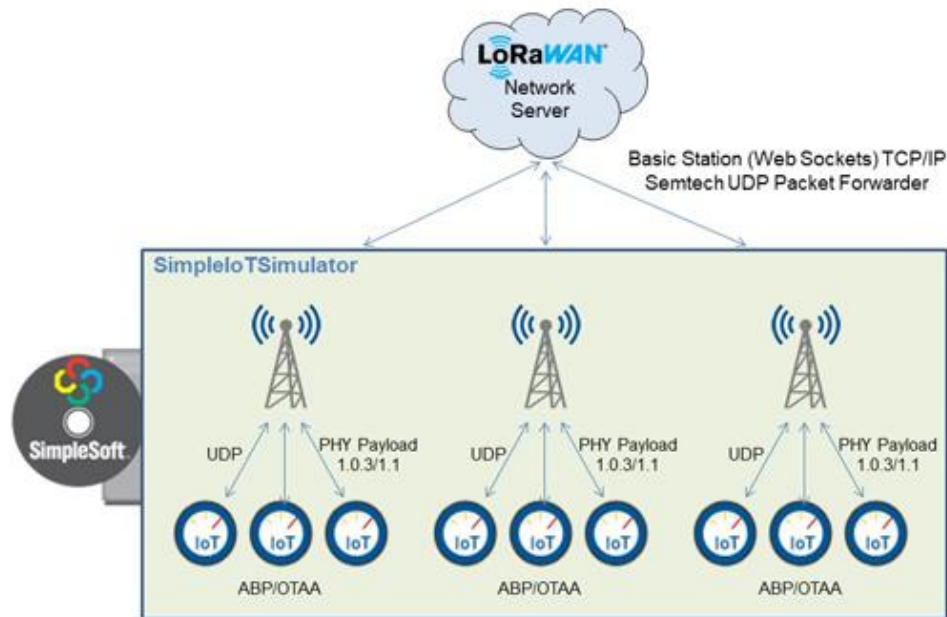 LoRaWAN
Network
Server
Basic Station (Web Sockets) TCP/IP
Semtech UDP Packet Forwarder
SimpleIoTSimulator
SimpleSoft
UDP
PHY Payload
1.0.3/1.1
UDP
PHY Payload
1.0.3/1.1
UDP
PHY Payload
1.0.3/1.1
IoT
IoT
IoT
IoT
IoT
IoT
IoT
IoT
IoT
ABP/OTAA
ABP/OTAA
ABP/OTAA